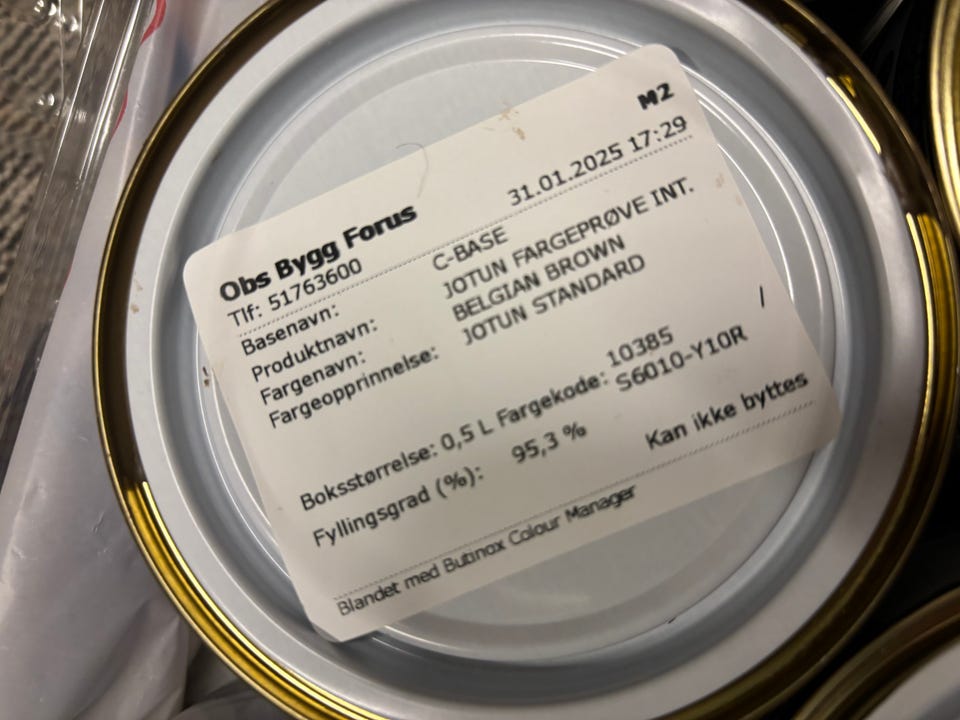 M2
Obs Bygg Forus 31.01.2025 17:29
Tlf: 51763600
Basenavn: C-BASE
Produktnavn: JOTUN FARGEPRØVE INT.
Fargenavn: BELGIAN BROWN
Fargeopprinnelse: JOTUN STANDARD
Boksstørrelse: 0,5 L Fargekode: 10385
S6010-Y10R
Fyllingsgrad (%): 95,3 %
Kan ikke byttes
Blandet med Butinox Colour Manager